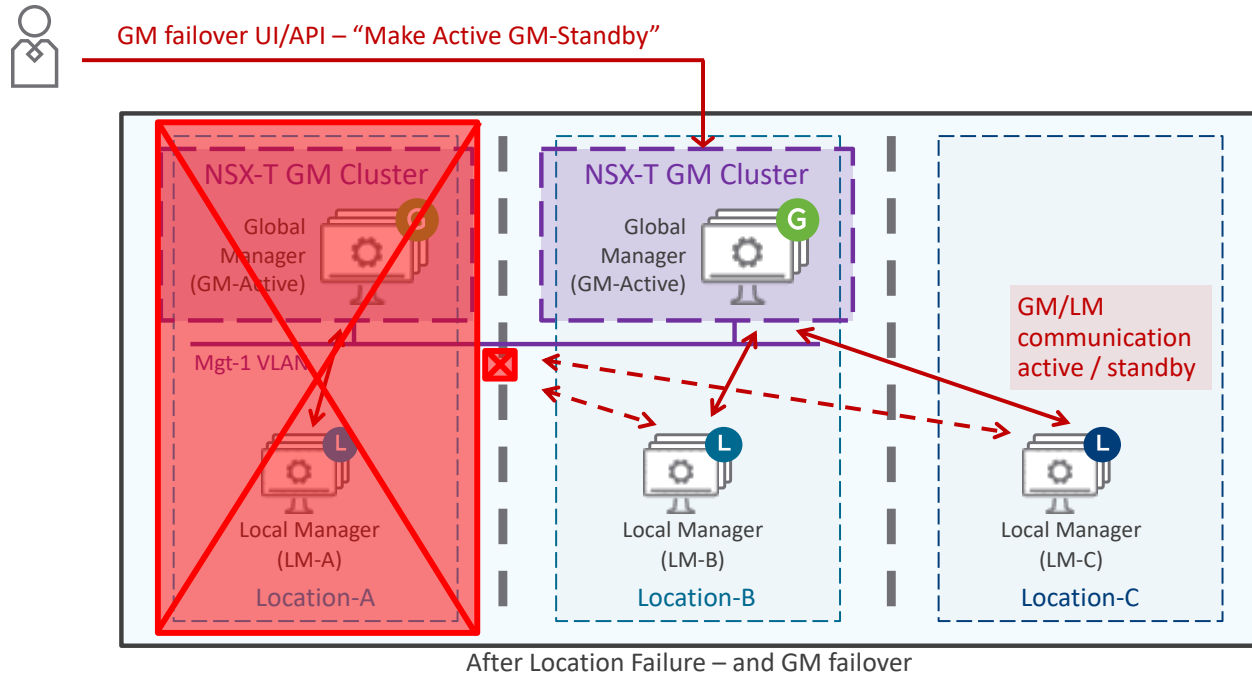 GM failover UI/API – “Make Active GM-Standby”
NSX-T GM Cluster
Global
Manager
(GM-Active)
G
NSX-T GM Cluster
Global
Manager
(GM-Active)
G
GM/LM
communication
active / standby
Mgt-1 VLAN
L
Local Manager
(LM-A)
Location-A
L
Local Manager
(LM-B)
Location-B
L
Local Manager
(LM-C)
Location-C
After Location Failure – and GM failover